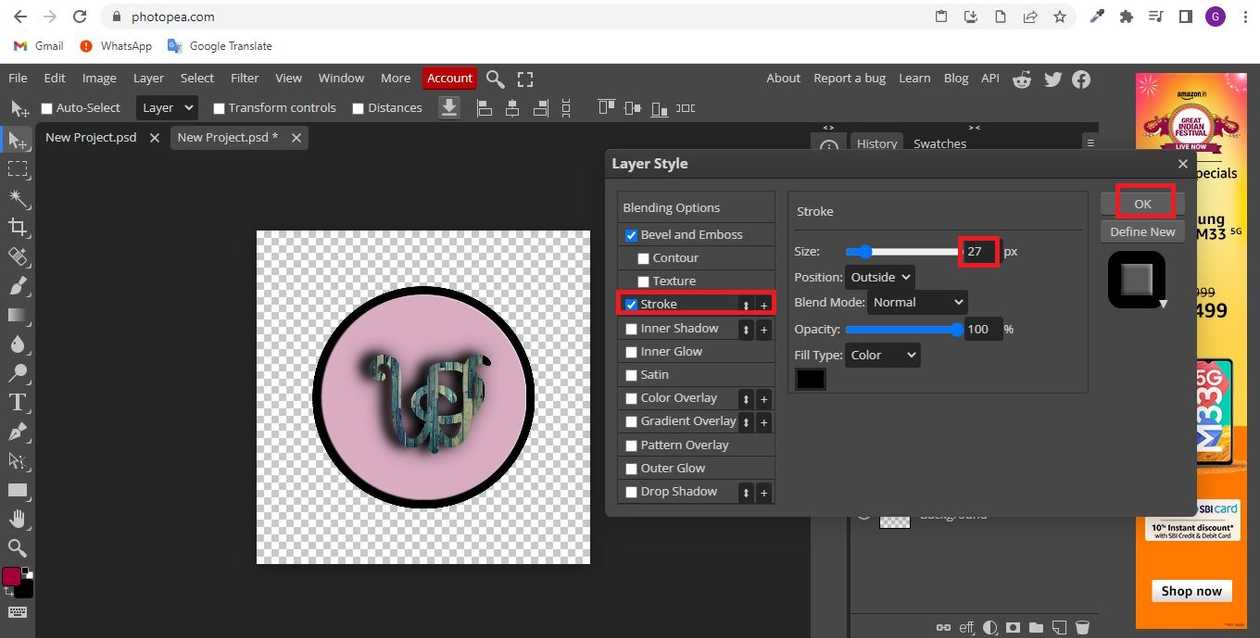 photopea.com
G
Gmail
WhatsApp
Google Translate
File Edit Image Layer Select Filter View Window More Account
About Report a bug Learn Blog API
Auto-Select Layer Transform controls Distances
New Project.psd
New Project.psd *
History Swatches
Layer Style
Blending Options
Bevel and Emboss
Contour
Texture
Stroke
Inner Shadow
Inner Glow
Satin
Color Overlay
Gradient Overlay
Pattern Overlay
Outer Glow
Drop Shadow
Stroke
Size: 27 px
Position: Outside
Blend Mode: Normal
Opacity: 100 %
Fill Type: Color
OK
Define New
Background
eff
amazon.in
GREAT
INDIAN
FESTIVAL
LIVE NOW
pecials
ung
M33 5G
999
499
5G
M33
SBI card
10% Instant discount*
with SBI Credit & Debit Card
Shop now